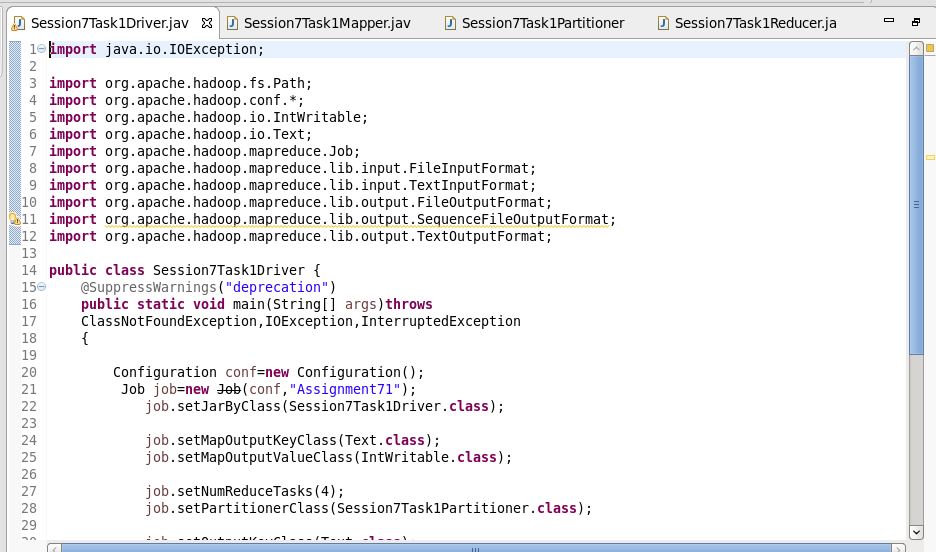 Session7Task1Driver.jav Session7Task1Mapper.jav Session7Task1Partitioner Session7Task1Reducer.ja
1 import java.io.IOException;
2
3 import org.apache.hadoop.fs.Path;
4 import org.apache.hadoop.conf.*;
5 import org.apache.hadoop.io.IntWritable;
6 import org.apache.hadoop.io.Text;
7 import org.apache.hadoop.mapreduce.Job;
8 import org.apache.hadoop.mapreduce.lib.input.FileInputFormat;
9 import org.apache.hadoop.mapreduce.lib.input.TextInputFormat;
10 import org.apache.hadoop.mapreduce.lib.output.FileOutputFormat;
11 import org.apache.hadoop.mapreduce.lib.output.SequenceFileOutputFormat;
12 import org.apache.hadoop.mapreduce.lib.output.TextOutputFormat;
13
14 public class Session7Task1Driver {
15 @SuppressWarnings("deprecation")
16 public static void main(String[] args)throws
17 ClassNotFoundException,IOException,InterruptedException
18 {
19
20 Configuration conf=new Configuration();
21 Job job=new Job(conf,"Assignment71");
22 job.setJarByClass(Session7Task1Driver.class);
23
24 job.setMapOutputKeyClass(Text.class);
25 job.setMapOutputValueClass(IntWritable.class);
26
27 job.setNumReduceTasks(4);
28 job.setPartitionerClass(Session7Task1Partitioner.class);
29